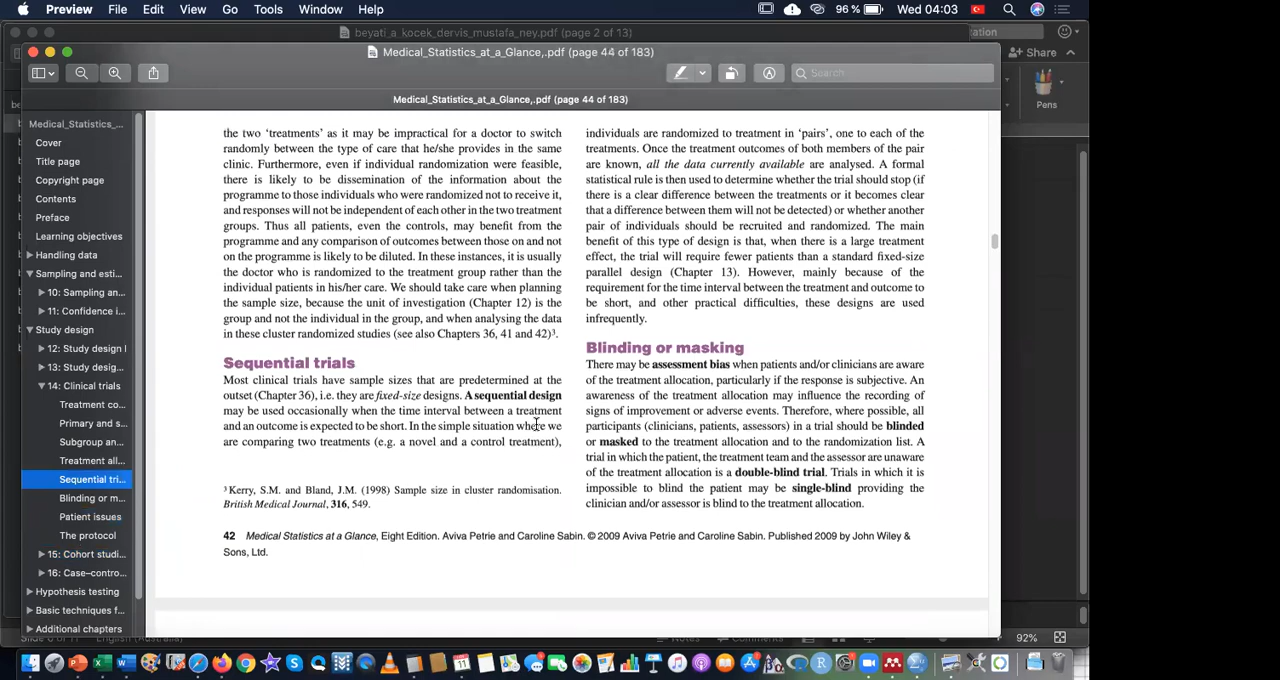 Preview File Edit View Go Tools Window Help
96 % Wed 04:03
beyati_a_kocek_dervis_mustafa_ney.pdf (page 2 of 13)
Medical_Statistics_at_a_Glance,.pdf (page 44 of 183)
Share
Search
Medical_Statistics_at_a_Glance,.pdf (page 44 of 183)
Pens
Medical_Statistics_...
Cover
Title page
Copyright page
Contents
Preface
Learning objectives
Handling data
Sampling and esti...
10: Sampling an...
11: Confidence i...
Study design
12: Study design I
13: Study desig...
14: Clinical trials
Treatment co...
Primary and s...
Subgroup an...
Treatment all...
Sequential tri...
Blinding or m...
Patient issues
The protocol
15: Cohort studi...
16: Case–contro...
Hypothesis testing
Basic techniques f...
Additional chapters
the two ‘treatments’ as it may be impractical for a doctor to switch
randomly between the type of care that he/she provides in the same
clinic. Furthermore, even if individual randomization were feasible,
there is likely to be dissemination of the information about the
programme to those individuals who were randomized not to receive it,
and responses will not be independent of each other in the two treatment
groups. Thus all patients, even the controls, may benefit from the
programme and any comparison of outcomes between those on and not
on the programme is likely to be diluted. In these instances, it is usually
the doctor who is randomized to the treatment group rather than the
individual patients in his/her care. We should take care when planning
the sample size, because the unit of investigation (Chapter 12) is the
group and not the individual in the group, and when analysing the data
in these cluster randomized studies (see also Chapters 36, 41 and 42)³.
Sequential trials
Most clinical trials have sample sizes that are predetermined at the
outset (Chapter 36), i.e. they are fixed-size designs. A sequential design
may be used occasionally when the time interval between a treatment
and an outcome is expected to be short. In the simple situation where we
are comparing two treatments (e.g. a novel and a control treatment),
³ Kerry, S.M. and Bland, J.M. (1998) Sample size in cluster randomisation.
British Medical Journal, 316, 549.
individuals are randomized to treatment in ‘pairs’, one to each of the
treatments. Once the treatment outcomes of both members of the pair
are known, all the data currently available are analysed. A formal
statistical rule is then used to determine whether the trial should stop (if
there is a clear difference between the treatments or it becomes clear
that a difference between them will not be detected) or whether another
pair of individuals should be recruited and randomized. The main
benefit of this type of design is that, when there is a large treatment
effect, the trial will require fewer patients than a standard fixed-size
parallel design (Chapter 13). However, mainly because of the
requirement for the time interval between the treatment and outcome to
be short, and other practical difficulties, these designs are used
infrequently.
Blinding or masking
There may be assessment bias when patients and/or clinicians are aware
of the treatment allocation, particularly if the response is subjective. An
awareness of the treatment allocation may influence the recording of
signs of improvement or adverse events. Therefore, where possible, all
participants (clinicians, patients, assessors) in a trial should be blinded
or masked to the treatment allocation and to the randomization list. A
trial in which the patient, the treatment team and the assessor are unaware
of the treatment allocation is a double-blind trial. Trials in which it is
impossible to blind the patient may be single-blind providing the
clinician and/or assessor is blind to the treatment allocation.
42 Medical Statistics at a Glance, Eight Edition. Aviva Petrie and Caroline Sabin. © 2009 Aviva Petrie and Caroline Sabin. Published 2009 by John Wiley &
Sons, Ltd.
92%